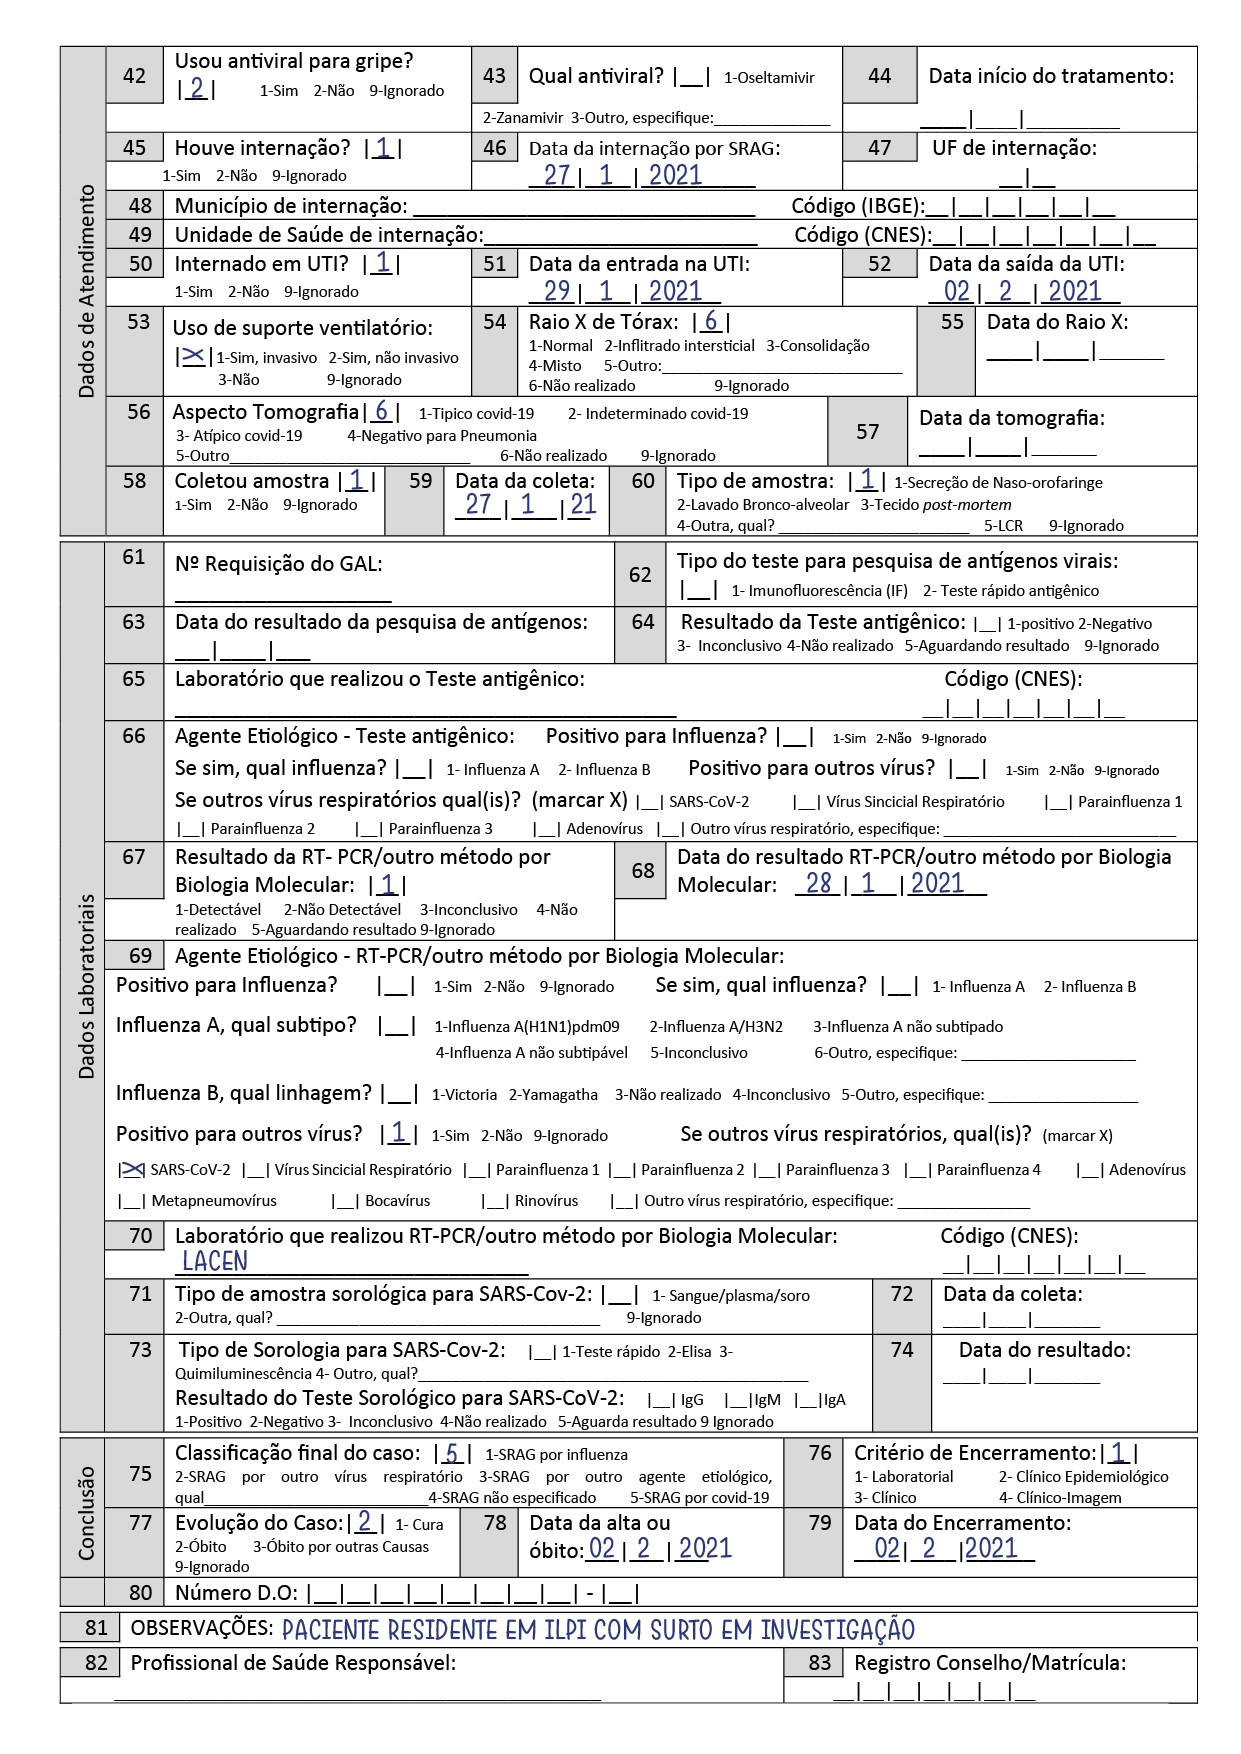 42 Usou antiviral para gripe? 43 Qual antiviral? |__| 1-Oseltamivir 44 Data início do tratamento:
|2| 1-Sim 2-Não 9-Ignorado
2-Zanamivir 3-Outro, especifique:______________ ____|____|________
45 Houve internação? |1| 46 Data da internação por SRAG: 47 UF de internação:
1-Sim 2-Não 9-Ignorado 27 | 1 | 2021 __|__
48 Município de internação: ______________________________ Código (IBGE):__|__|__|__|__|__
49 Unidade de Saúde de internação:________________________ Código (CNES):__|__|__|__|__|__|__
50 Internado em UTI? |1| 51 Data da entrada na UTI: 52 Data da saída da UTI:
1-Sim 2-Não 9-Ignorado 29 | 1 | 2021 02 | 2 | 2021
53 Uso de suporte ventilatório: 54 Raio X de Tórax: |6| 55 Data do Raio X:
|X|1-Sim, invasivo 2-Sim, não invasivo 1-Normal 2-Inflitrado intersticial 3-Consolidação ____|____|______
3-Não 9-Ignorado 4-Misto 5-Outro:____________________________
6-Não realizado 9-Ignorado
56 Aspecto Tomografia|6| 1-Tipico covid-19 2- Indeterminado covid-19 57 Data da tomografia:
3- Atípico covid-19 4-Negativo para Pneumonia ____|____|______
5-Outro____________________________ 6-Não realizado 9-Ignorado
58 Coletou amostra |1| 59 Data da coleta: 60 Tipo de amostra: |1| 1-Secreção de Naso-orofaringe
1-Sim 2-Não 9-Ignorado 27 | 1 | 21 2-Lavado Bronco-alveolar 3-Tecido post-mortem
4-Outra, qual? ______________________ 5-LCR 9-Ignorado
Dados de Atendimento
61 Nº Requisição do GAL: 62 Tipo do teste para pesquisa de antígenos virais:
___________________ |__| 1- Imunofluorescência (IF) 2- Teste rápido antigênico
63 Data do resultado da pesquisa de antígenos: 64 Resultado da Teste antigênico: |__| 1-positivo 2-Negativo
___|____|___ 3- Inconclusivo 4-Não realizado 5-Aguardando resultado 9-Ignorado
65 Laboratório que realizou o Teste antigênico: Código (CNES):
____________________________________________ __|__|__|__|__|__|__
66 Agente Etiológico - Teste antigênico: Positivo para Influenza? |__| 1-Sim 2-Não 9-Ignorado
Se sim, qual influenza? |__| 1- Influenza A 2- Influenza B Positivo para outros vírus? |__| 1-Sim 2-Não 9-Ignorado
Se outros vírus respiratórios qual(is)? (marcar X) |__| SARS-CoV-2 |__| Vírus Sincicial Respiratório |__| Parainfluenza 1
|__| Parainfluenza 2 |__| Parainfluenza 3 |__| Adenovírus |__| Outro vírus respiratório, especifique: ___________________________
67 Resultado da RT- PCR/outro método por 68 Data do resultado RT-PCR/outro método por Biologia
Biologia Molecular: |1| Molecular: 28 | 1 | 2021
1-Detectável 2-Não Detectável 3-Inconclusivo 4-Não
realizado 5-Aguardando resultado 9-Ignorado
69 Agente Etiológico - RT-PCR/outro método por Biologia Molecular:
Positivo para Influenza? |__| 1-Sim 2-Não 9-Ignorado Se sim, qual influenza? |__| 1- Influenza A 2- Influenza B
Influenza A, qual subtipo? |__| 1-Influenza A(H1N1)pdm09 2-Influenza A/H3N2 3-Influenza A não subtipado
4-Influenza A não subtipável 5-Inconclusivo 6-Outro, especifique: ____________________
Influenza B, qual linhagem? |__| 1-Victoria 2-Yamagatha 3-Não realizado 4-Inconclusivo 5-Outro, especifique: _________________
Positivo para outros vírus? |1| 1-Sim 2-Não 9-Ignorado Se outros vírus respiratórios, qual(is)? (marcar X)
|X| SARS-CoV-2 |__| Vírus Sincicial Respiratório |__| Parainfluenza 1 |__| Parainfluenza 2 |__| Parainfluenza 3 |__| Parainfluenza 4 |__| Adenovírus
|__| Metapneumovírus |__| Bocavírus |__| Rinovírus |__| Outro vírus respiratório, especifique: _______________
70 Laboratório que realizou RT-PCR/outro método por Biologia Molecular: Código (CNES):
LACEN __|__|__|__|__|__|__
71 Tipo de amostra sorológica para SARS-Cov-2: |__| 1- Sangue/plasma/soro 72 Data da coleta:
2-Outra, qual? ______________________________________ 9-Ignorado ____|____|______
73 Tipo de Sorologia para SARS-Cov-2: |__| 1-Teste rápido 2-Elisa 3- 74 Data do resultado:
Quimiluminescência 4- Outro, qual?______________________________________________ ____|____|______
Resultado do Teste Sorológico para SARS-CoV-2: |__| IgG |__|IgM |__|IgA
1-Positivo 2-Negativo 3- Inconclusivo 4-Não realizado 5-Aguarda resultado 9 Ignorado
Dados Laboratoriais
75 Classificação final do caso: |5| 1-SRAG por influenza 76 Critério de Encerramento:|1|
2-SRAG por outro vírus respiratório 3-SRAG por outro agente etiológico, 1- Laboratorial 2- Clínico Epidemiológico
qual__________________________4-SRAG não especificado 5-SRAG por covid-19 3- Clínico 4- Clínico-Imagem
77 Evolução do Caso:|2| 1- Cura 78 Data da alta ou 79 Data do Encerramento:
2-Óbito 3-Óbito por outras Causas óbito:02 | 2 | 2021 02 | 2 | 2021
9-Ignorado
80 Número D.O: |__|__|__|__|__|__|__|__| - |__|
Conclusão
81 OBSERVAÇÕES: PACIENTE RESIDENTE EM ILPI COM SURTO EM INVESTIGAÇÃO
82 Profissional de Saúde Responsável: 83 Registro Conselho/Matrícula:
_________________________________________________________ __|__|__|__|__|__|__